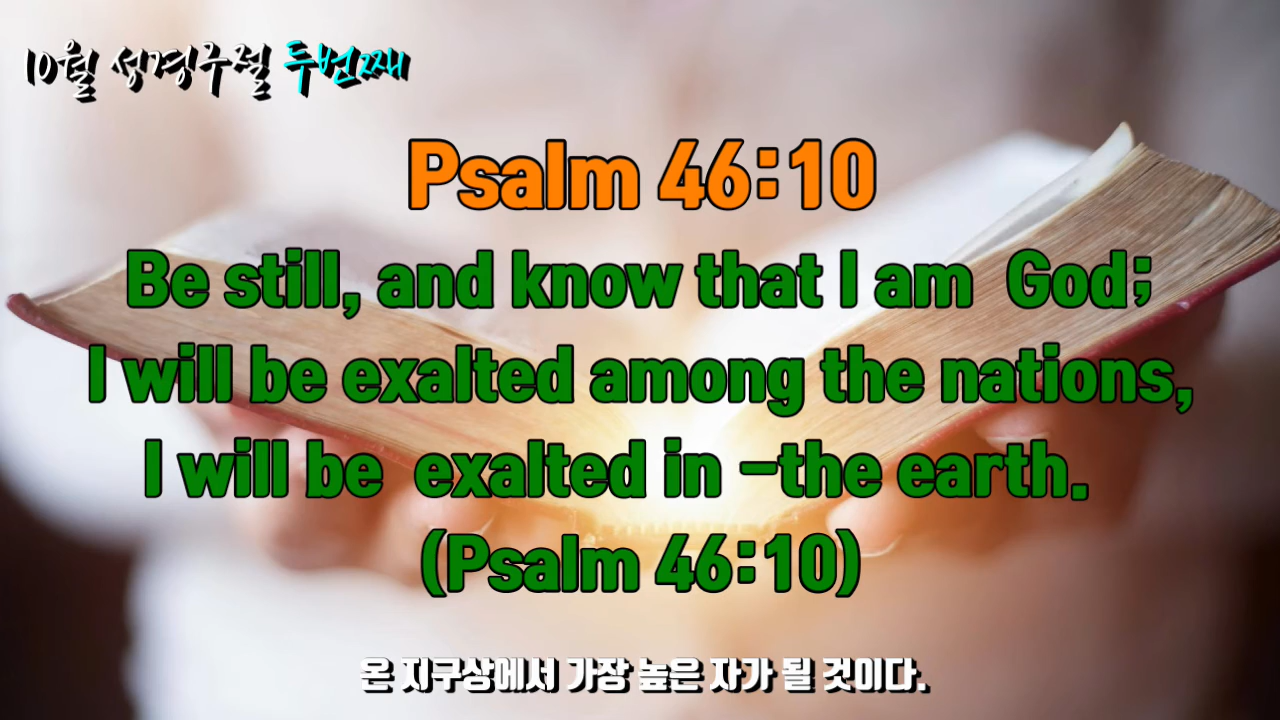 10월 성경구절 두번째
Psalm 46:10
Be still, and know that I am  God;
I will be exalted among the nations,
I will be  exalted in -the earth.
(Psalm 46:10)
온 지구상에서 가장 높은 자가 될 것이다.